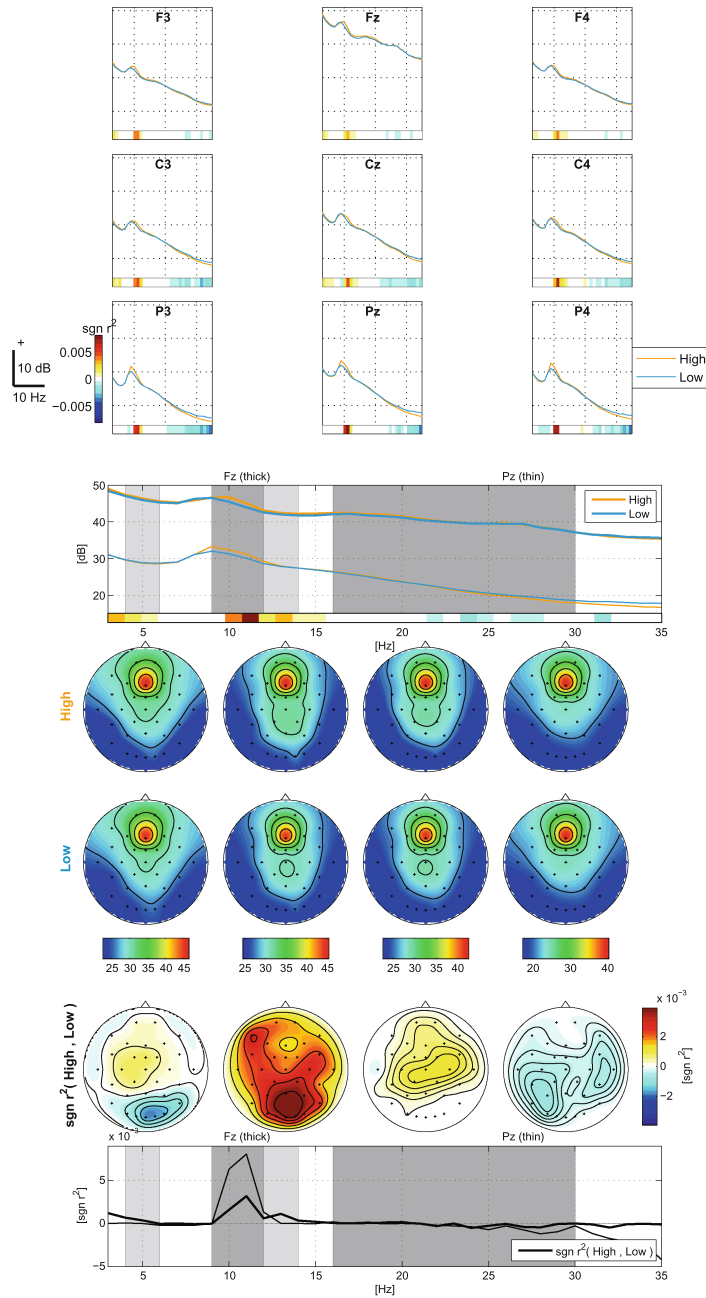 F3 Fz F4
C3 Cz C4
P3 Pz P4
sgn r²
+
10 dB
10 Hz
0.005
0
−0.005
High
Low
Fz (thick) Pz (thin)
50
40
30
20
[dB]
High
Low
5 10 15 20 25 30 35
[Hz]
High
Low
25 30 35 40 45 25 30 35 40 45 25 30 35 40 20 30 40
sgn r²( High , Low )
x 10⁻³
2
0
−2
[sgn r²]
x 10⁻³
Fz (thick) Pz (thin)
5
0
−5
[sgn r²]
sgn r²( High , Low )
5 10 15 20 25 30 35
[Hz]